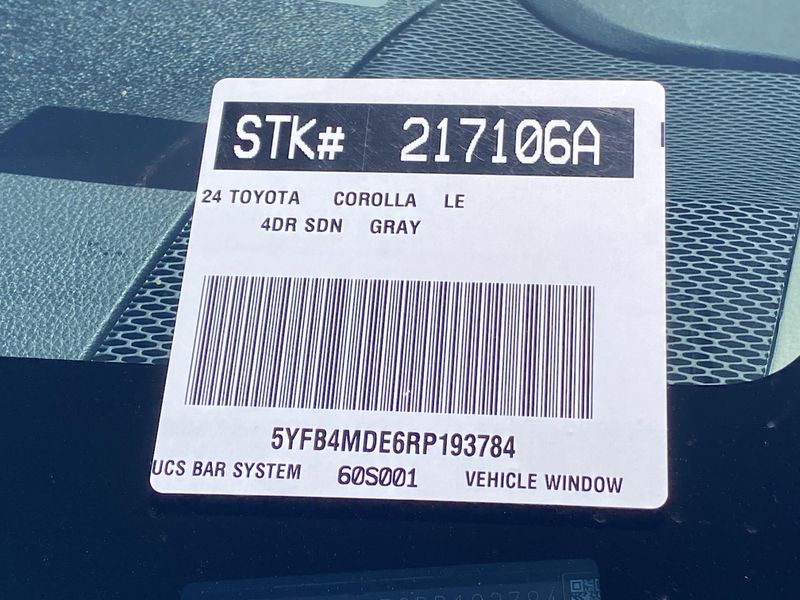 STK# 217106A
24 TOYOTA COROLLA LE
4DR SDN GRAY
5YFB4MDE6RP193784
UCS BAR SYSTEM 60S001 VEHICLE WINDOW